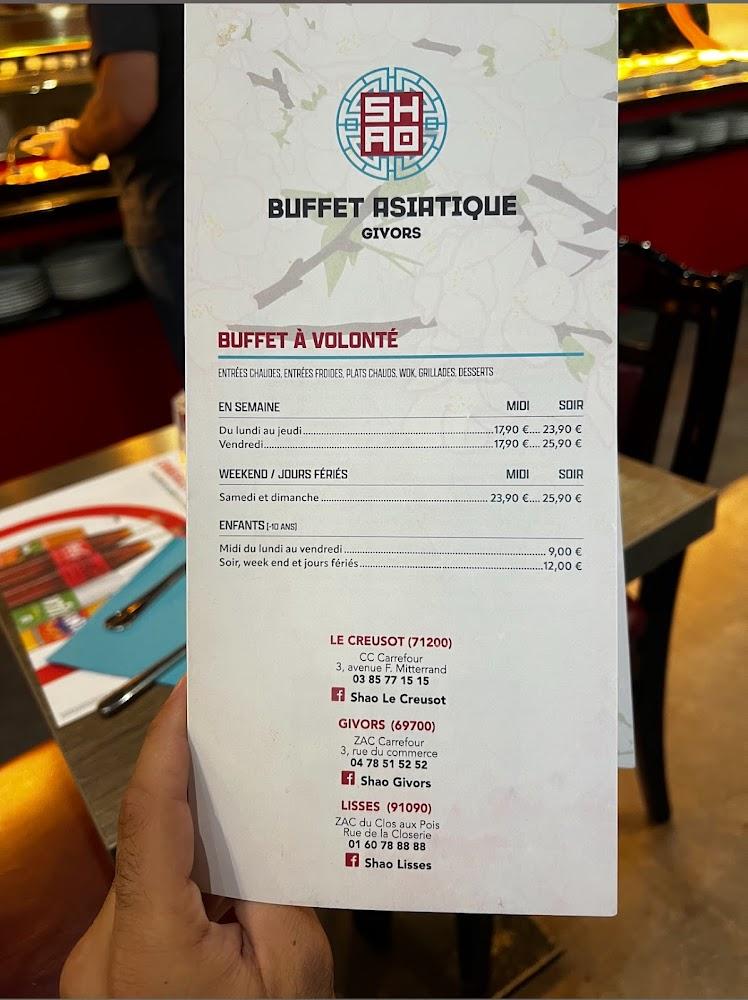 SH
AO
BUFFET ASIATIQUE
GIVORS
BUFFET À VOLONTÉ
ENTRÉES CHAUDES, ENTRÉES FROIDES, PLATS CHAUDS, WOK, GRILLADES, DESSERTS
EN SEMAINE MIDI SOIR
Du lundi au jeudi 17,90 € 23,90 €
Vendredi 17,90 € 25,90 €
WEEKEND / JOURS FÉRIÉS MIDI SOIR
Samedi et dimanche 23,90 € 25,90 €
ENFANTS (-10 ANS)
Midi du lundi au vendredi 9,00 €
Soir, week end et jours fériés 12,00 €
LE CREUSOT (71200)
CC Carrefour
3, avenue F. Mitterrand
03 85 77 15 15
f Shao Le Creusot
GIVORS (69700)
ZAC Carrefour
3, rue du commerce
04 78 51 52 52
f Shao Givors
LISSES (91090)
ZAC du Clos aux Pois
Rue de la Closerie
01 60 78 88 88
f Shao Lisses